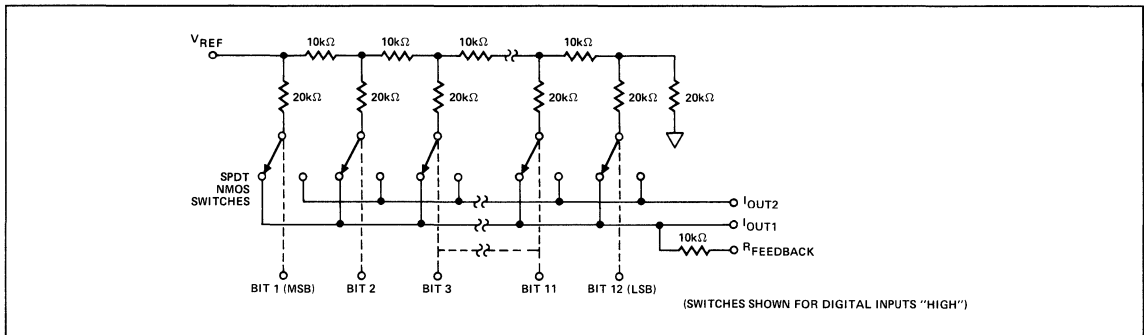 VREF
10kΩ 10kΩ 10kΩ 10kΩ
20kΩ 20kΩ 20kΩ 20kΩ 20kΩ 20kΩ
SPDT
NMOS
SWITCHES
IOUT2
IOUT1
10kΩ
RFEEDBACK
BIT 1 (MSB) BIT 2 BIT 3 BIT 11 BIT 12 (LSB)
(SWITCHES SHOWN FOR DIGITAL INPUTS "HIGH")